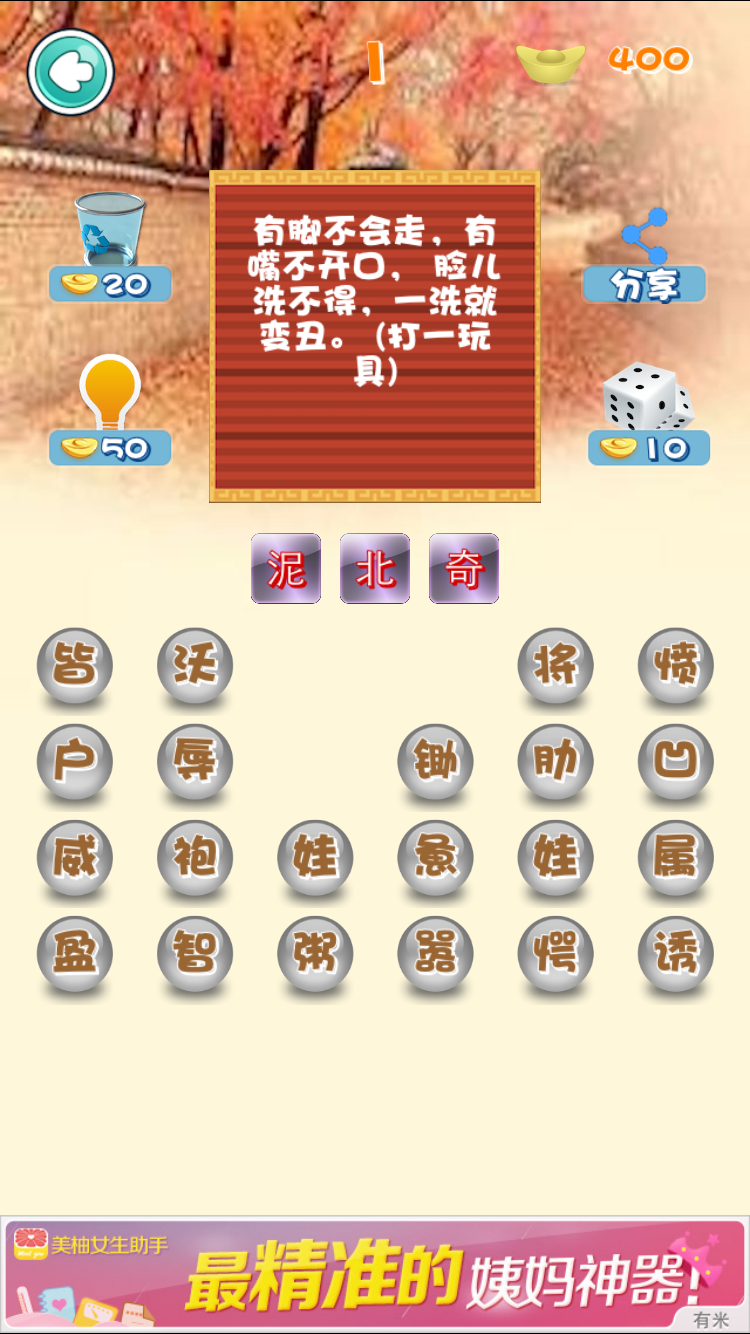 1
400
有脚不会走，有
嘴不开口， 脸儿
洗不得，一洗就
变丑。（打一玩
具）
20
分享
50
10
泥 北 奇
皆 沃 将 愤
户 辱 锄 肋 凹
威 袍 娃 惫 娃 属
盈 智 粥 器 愕 诱
美柚女生助手
最精准的姨妈神器!
有米